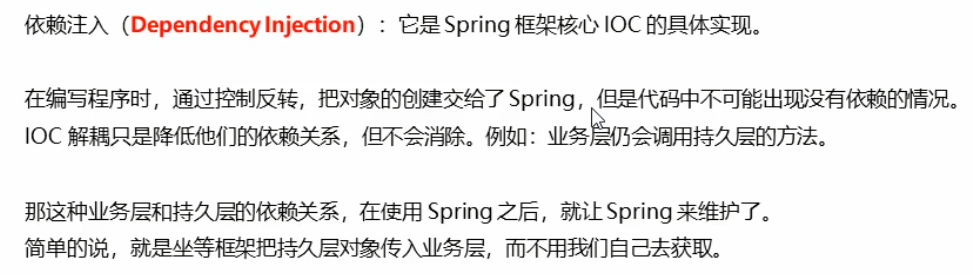 依赖注入（Dependency Injection）：它是 Spring 框架核心 IOC 的具体实现。
在编写程序时，通过控制反转，把对象的创建交给了 Spring，但是代码中不可能出现没有依赖的情况。
IOC 解耦只是降低他们的依赖关系，但不会消除。例如：业务层仍会调用持久层的方法。
那这种业务层和持久层的依赖关系，在使用 Spring 之后，就让 Spring 来维护了。
简单的说，就是坐等框架把持久层对象传入业务层，而不用我们自己去获取。